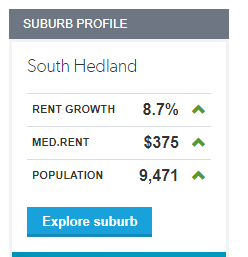 SUBURB PROFILE
South Hedland
RENT GROWTH 8.7%
MED.RENT $375
POPULATION 9,471
Explore suburb